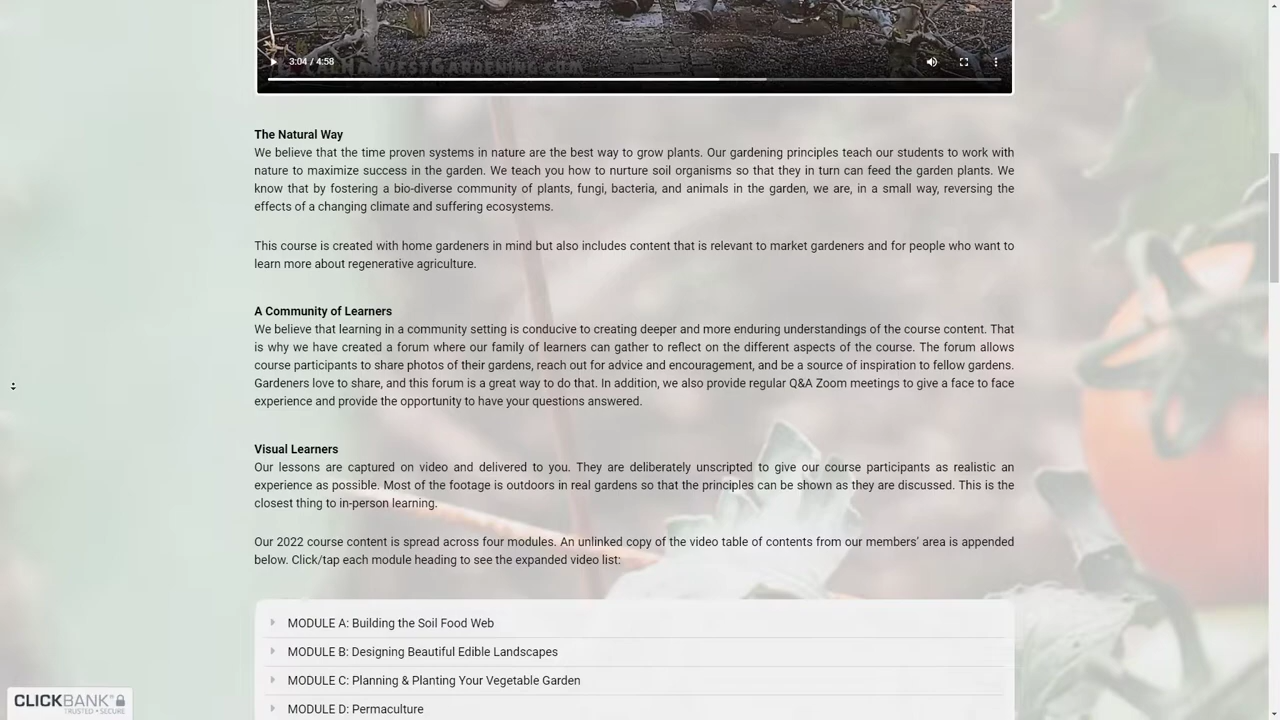 3:04 / 4:58
The Natural Way
We believe that the time proven systems in nature are the best way to grow plants. Our gardening principles teach our students to work with
nature to maximize success in the garden. We teach you how to nurture soil organisms so that they in turn can feed the garden plants. We
know that by fostering a bio-diverse community of plants, fungi, bacteria, and animals in the garden, we are, in a small way, reversing the
effects of a changing climate and suffering ecosystems.
This course is created with home gardeners in mind but also includes content that is relevant to market gardeners and for people who want to
learn more about regenerative agriculture.
A Community of Learners
We believe that learning in a community setting is conducive to creating deeper and more enduring understandings of the course content. That
is why we have created a forum where our family of learners can gather to reflect on the different aspects of the course. The forum allows
course participants to share photos of their gardens, reach out for advice and encouragement, and be a source of inspiration to fellow gardens.
Gardeners love to share, and this forum is a great way to do that. In addition, we also provide regular Q&A Zoom meetings to give a face to face
experience and provide the opportunity to have your questions answered.
Visual Learners
Our lessons are captured on video and delivered to you. They are deliberately unscripted to give our course participants as realistic an
experience as possible. Most of the footage is outdoors in real gardens so that the principles can be shown as they are discussed. This is the
closest thing to in-person learning.
Our 2022 course content is spread across four modules. An unlinked copy of the video table of contents from our members' area is appended
below. Click/tap each module heading to see the expanded video list:
MODULE A: Building the Soil Food Web
MODULE B: Designing Beautiful Edible Landscapes
MODULE C: Planning & Planting Your Vegetable Garden
MODULE D: Permaculture
CLICKBANK®
TRUSTED • SECURE